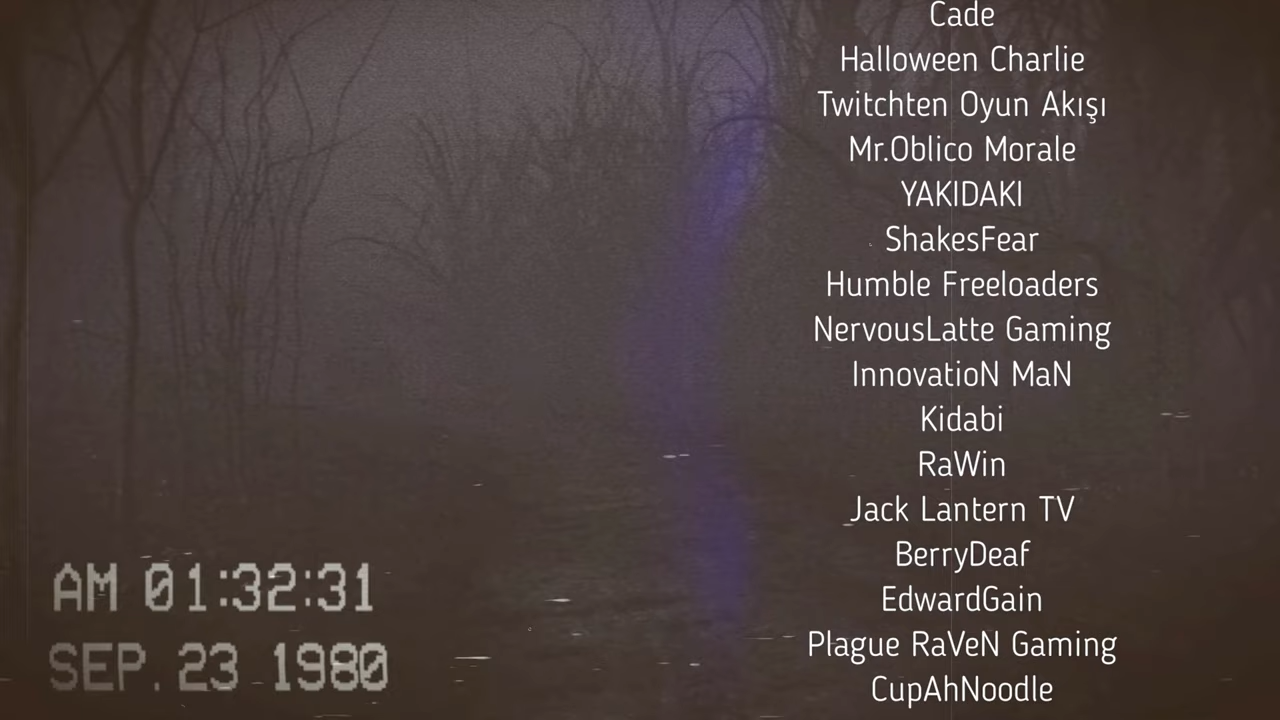 Cade
Halloween Charlie
Twitchten Oyun Akışı
Mr.Oblico Morale
YAKIDAKI
ShakesFear
Humble Freeloaders
NervousLatte Gaming
InnovatioN MaN
Kidabi
RaWin
Jack Lantern TV
BerryDeaf
EdwardGain
Plague RaVeN Gaming
CupAhNoodle
AM 01:32:31
SEP. 23 1980